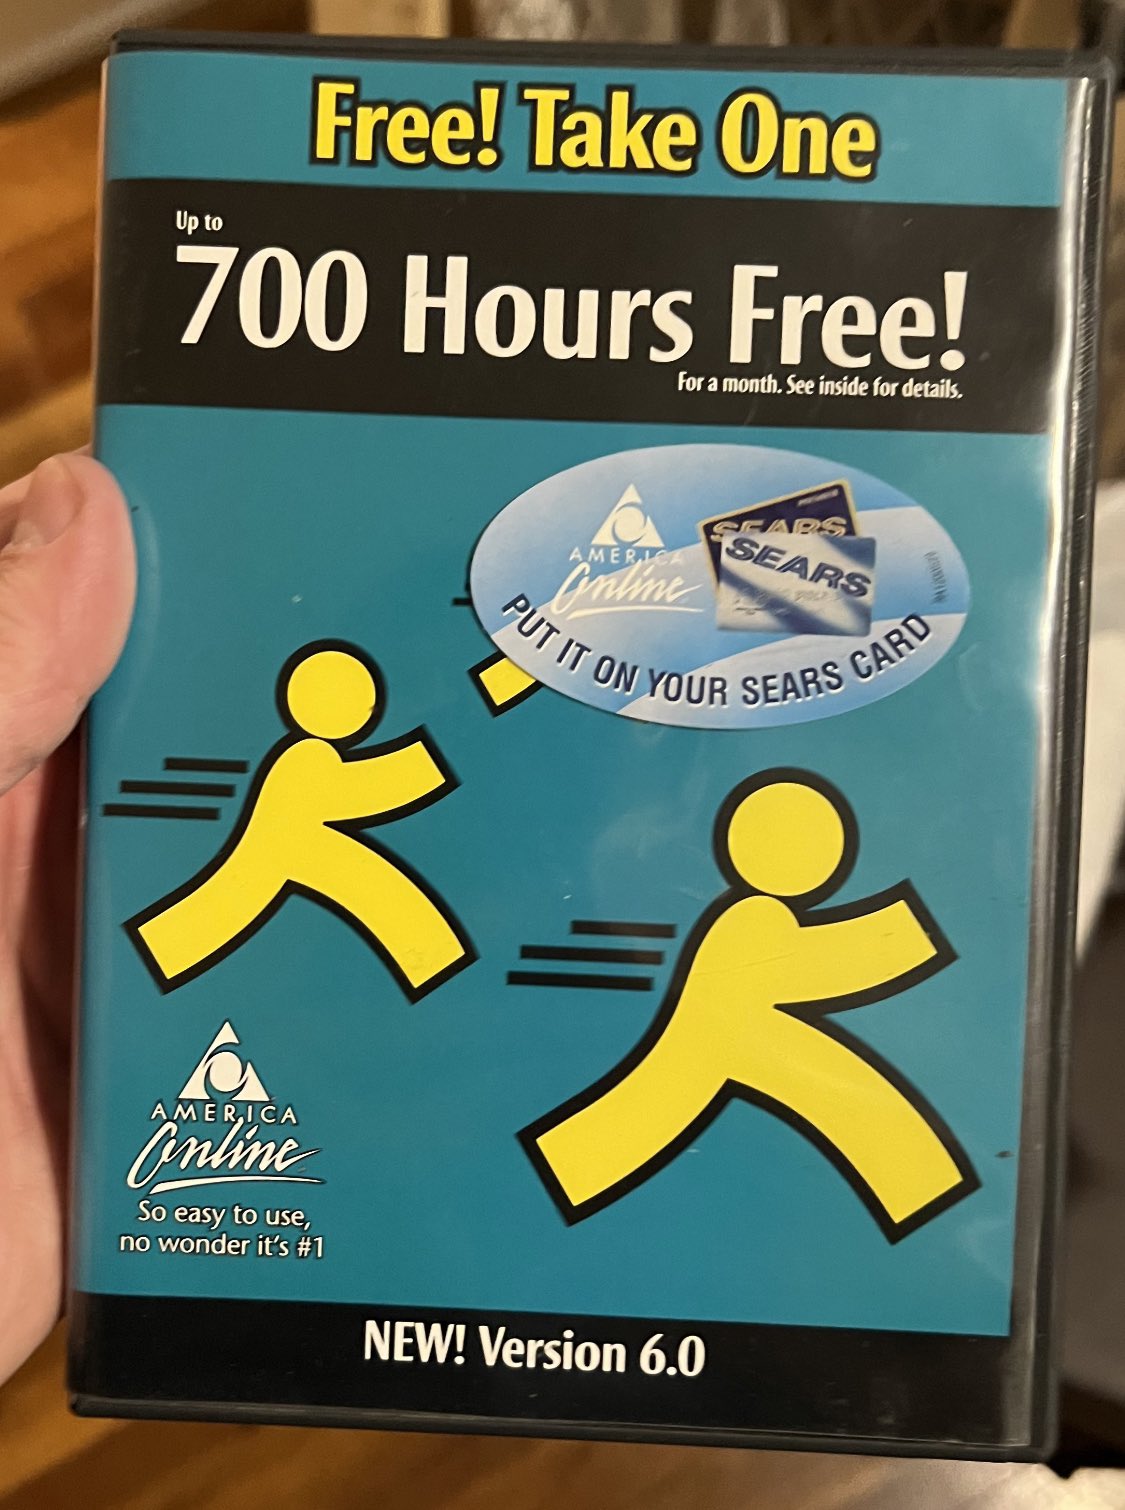 Free! Take One
Up to
700 Hours Free!
For a month. See inside for details.
AMERICA
Online
SEARS
SEARS
PUT IT ON YOUR SEARS CARD
AMERICA
Online
So easy to use,
no wonder it's #1
NEW! Version 6.0